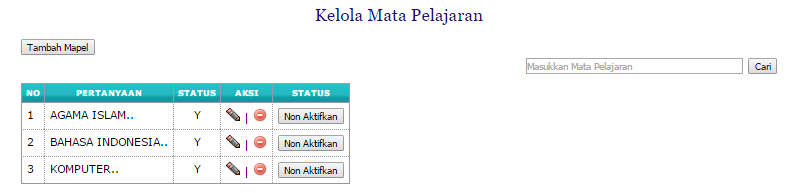 Kelola Mata Pelajaran
Tambah Mapel
Masukkan Mata Pelajaran Cari
NO PERTANYAAN STATUS AKSI STATUS
1 AGAMA ISLAM.. Y | Non Aktifkan
2 BAHASA INDONESIA.. Y | Non Aktifkan
3 KOMPUTER.. Y | Non Aktifkan